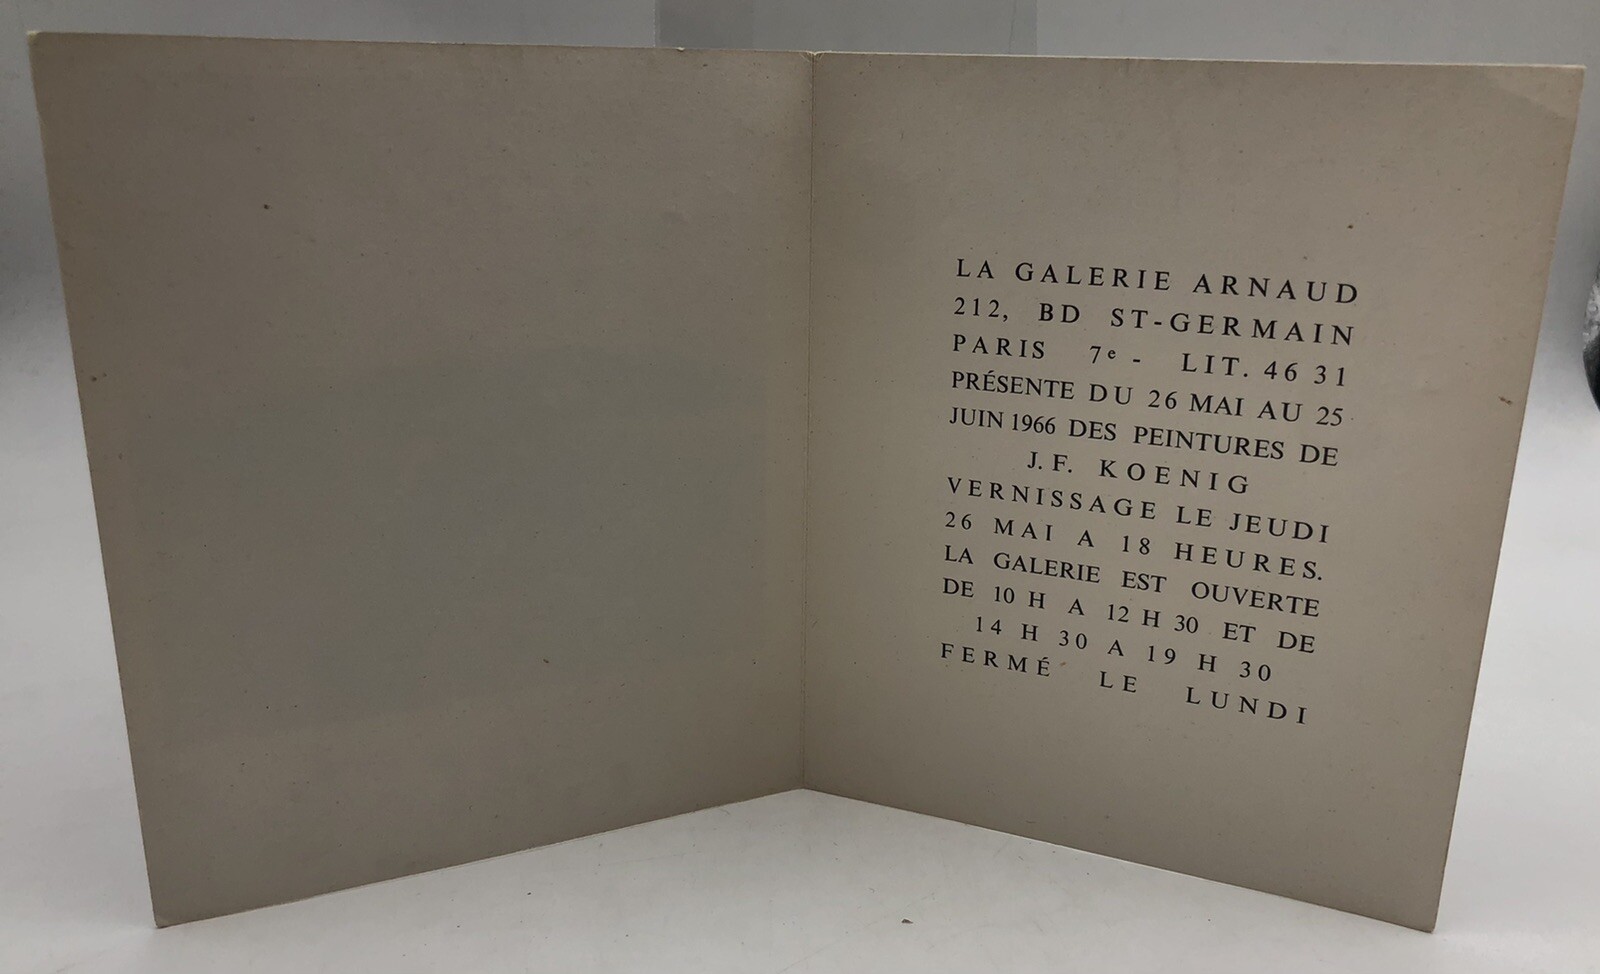 LA GALERIE ARNAUD
212, BD ST-GERMAIN
PARIS 7e - LIT. 46 31
PRÉSENTE DU 26 MAI AU 25
JUIN 1966 DES PEINTURES DE
J. F. KOENIG
VERNISSAGE LE JEUDI
26 MAI A 18 HEURES.
LA GALERIE EST OUVERTE
DE 10 H A 12 H 30 ET DE
14 H 30 A 19 H 30
FERMÉ LE LUNDI